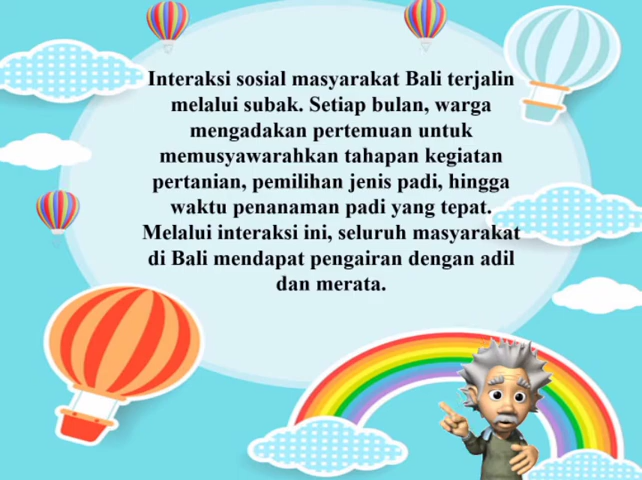 Interaksi sosial masyarakat Bali terjalin
melalui subak. Setiap bulan, warga
mengadakan pertemuan untuk
memusyawarahkan tahapan kegiatan
pertanian, pemilihan jenis padi, hingga
waktu penanaman padi yang tepat.
Melalui interaksi ini, seluruh masyarakat
di Bali mendapat pengairan dengan adil
dan merata.